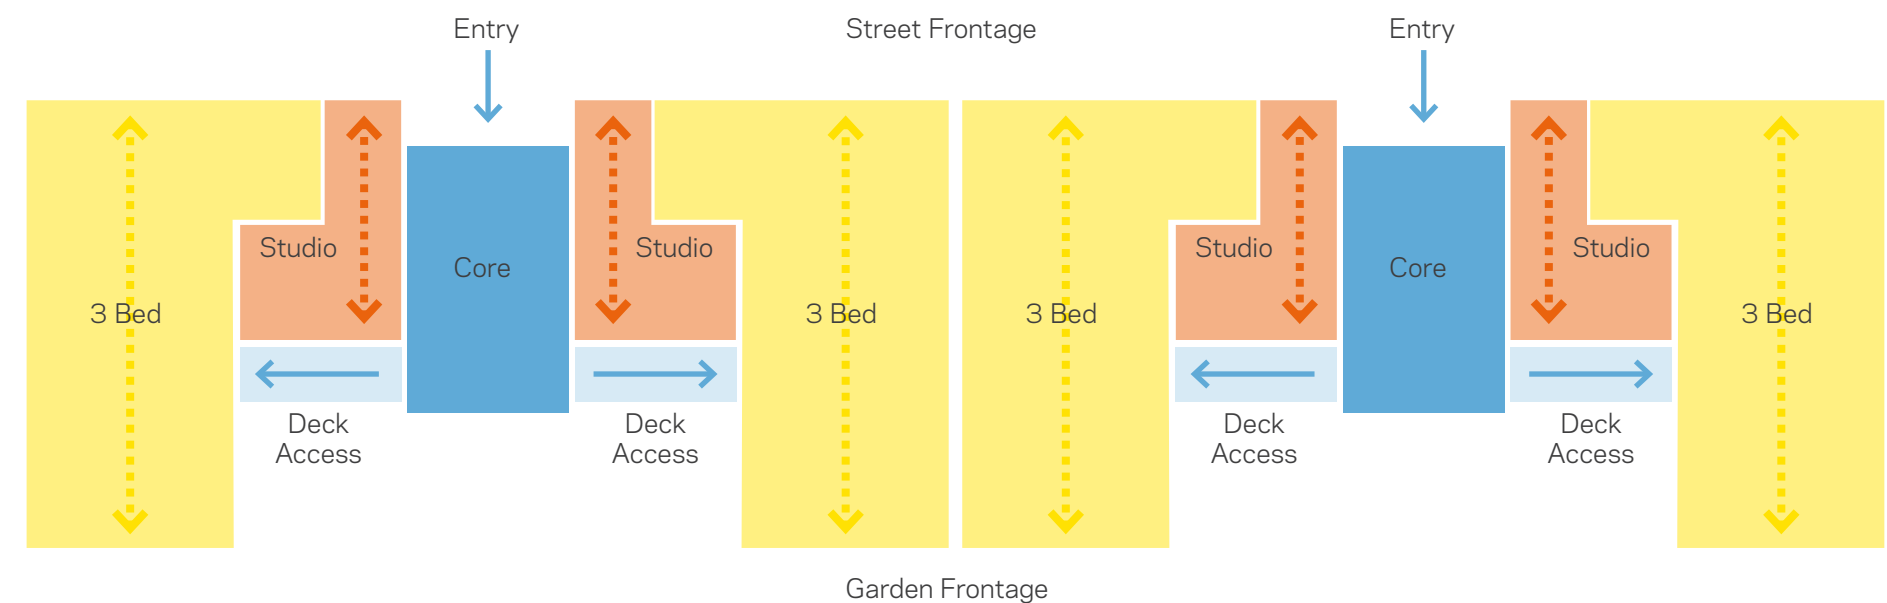 Entry
Street Frontage
Entry
Studio
Studio
Studio
Studio
Core
Core
3 Bed
3 Bed
3 Bed
3 Bed
Deck
Access
Deck
Access
Deck
Access
Deck
Access
Garden Frontage